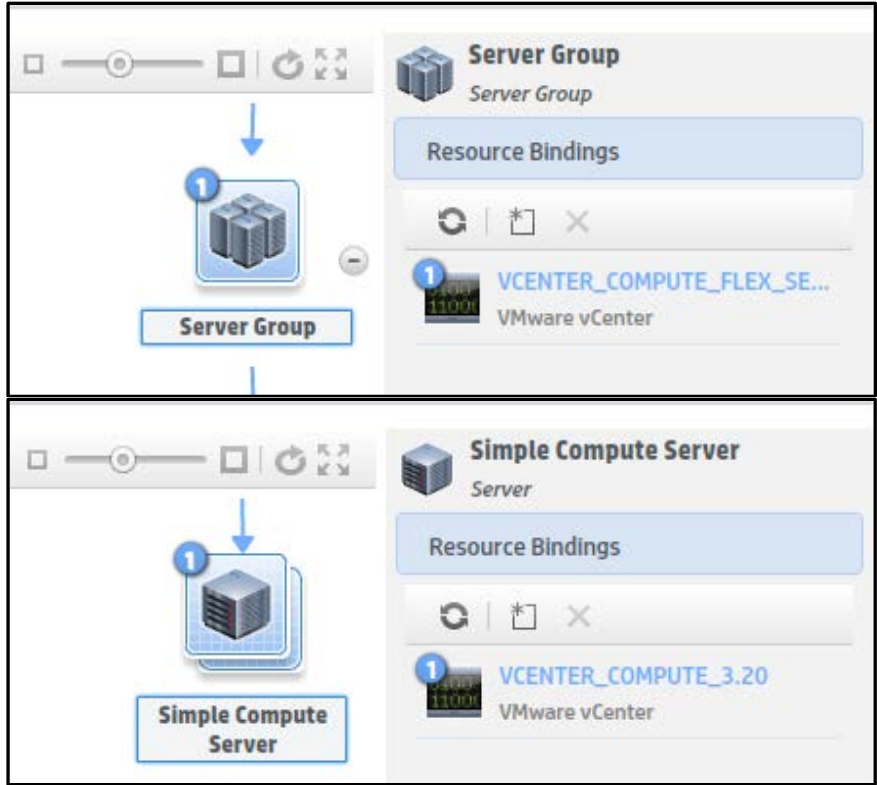 Server Group
Server Group
Resource Bindings
1
Server Group
1
VCENTER_COMPUTE_FLEX_SE...
VMware vCenter
Simple Compute Server
Server
Resource Bindings
1
Simple Compute
Server
1
VCENTER_COMPUTE_3.20
VMware vCenter